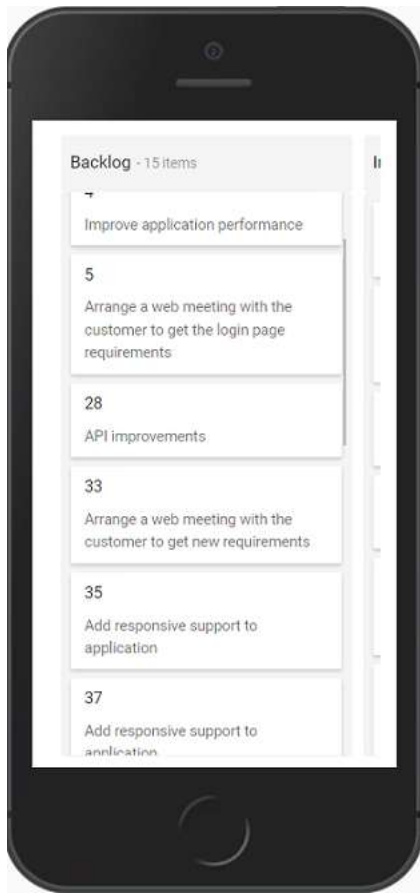 Backlog - 15 items
4
Improve application performance
5
Arrange a web meeting with the
customer to get the login page
requirements
28
API improvements
33
Arrange a web meeting with the
customer to get new requirements
35
Add responsive support to
application
37
Add responsive support to
application